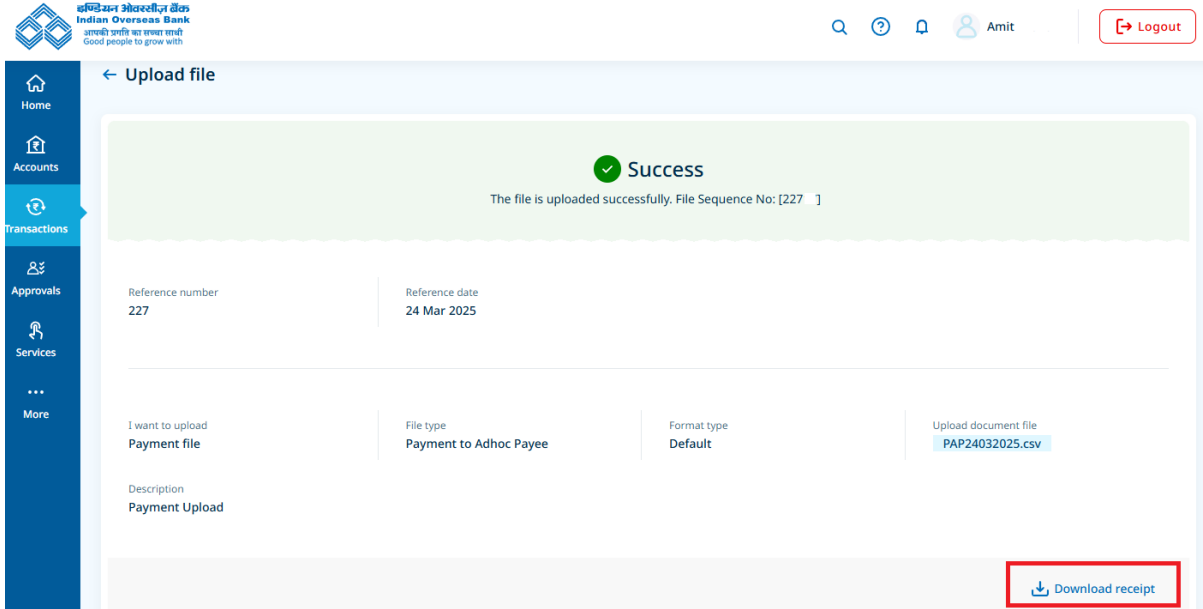 इण्डियन ओवरसीज़ बैंक
Indian Overseas Bank
आपकी प्रगति का सच्चा साथी
Good people to grow with
Amit
Logout
Upload file
Home
Accounts
Transactions
Approvals
Services
More
Success
The file is uploaded successfully. File Sequence No: [227 ]
Reference number
227
Reference date
24 Mar 2025
I want to upload
Payment file
File type
Payment to Adhoc Payee
Format type
Default
Upload document file
PAP24032025.csv
Description
Payment Upload
Download receipt